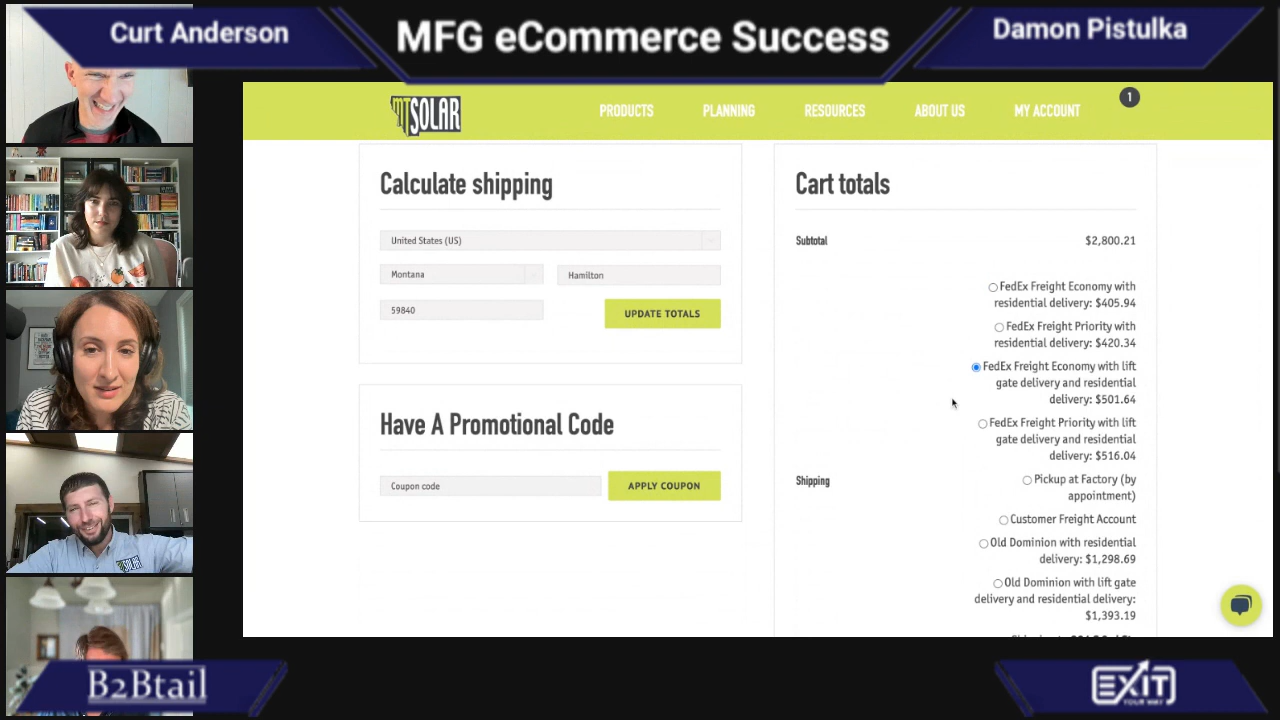 Curt Anderson
MFG eCommerce Success
Damon Pistulka
MTSOLAR
PRODUCTS
PLANNING
RESOURCES
ABOUT US
MY ACCOUNT
1
Calculate shipping
United States (US)
Montana
Hamilton
59840
UPDATE TOTALS
Have A Promotional Code
Coupon code
APPLY COUPON
Cart totals
Subtotal
$2,800.21
FedEx Freight Economy with
residential delivery: $405.94
FedEx Freight Priority with
residential delivery: $420.34
FedEx Freight Economy with lift
gate delivery and residential
delivery: $501.64
FedEx Freight Priority with lift
gate delivery and residential
delivery: $516.04
Shipping
Pickup at Factory (by
appointment)
Customer Freight Account
Old Dominion with residential
delivery: $1,298.69
Old Dominion with lift gate
delivery and residential delivery:
$1,393.19
MTSOLAR
B2Btail
EXIT
YOUR WAY